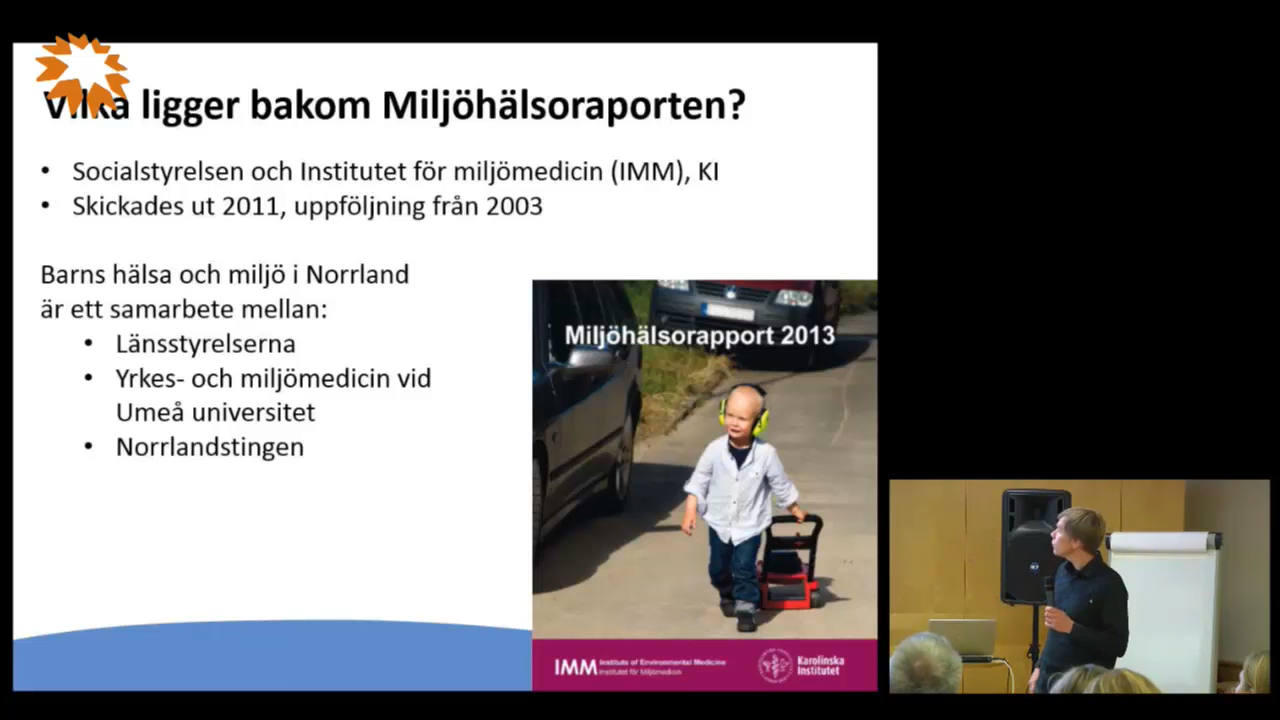 Vilka ligger bakom Miljöhälsoraporten?
• Socialstyrelsen och Institutet för miljömedicin (IMM), KI
• Skickades ut 2011, uppföljning från 2003
Barns hälsa och miljö i Norrland
är ett samarbete mellan:
• Länsstyrelserna
• Yrkes- och miljömedicin vid
Umeå universitet
• Norrlandstingen
Miljöhälsorapport 2013
IMM Institute of Environmental Medicine
Institutet för Miljömedicin
Karolinska
Institutet